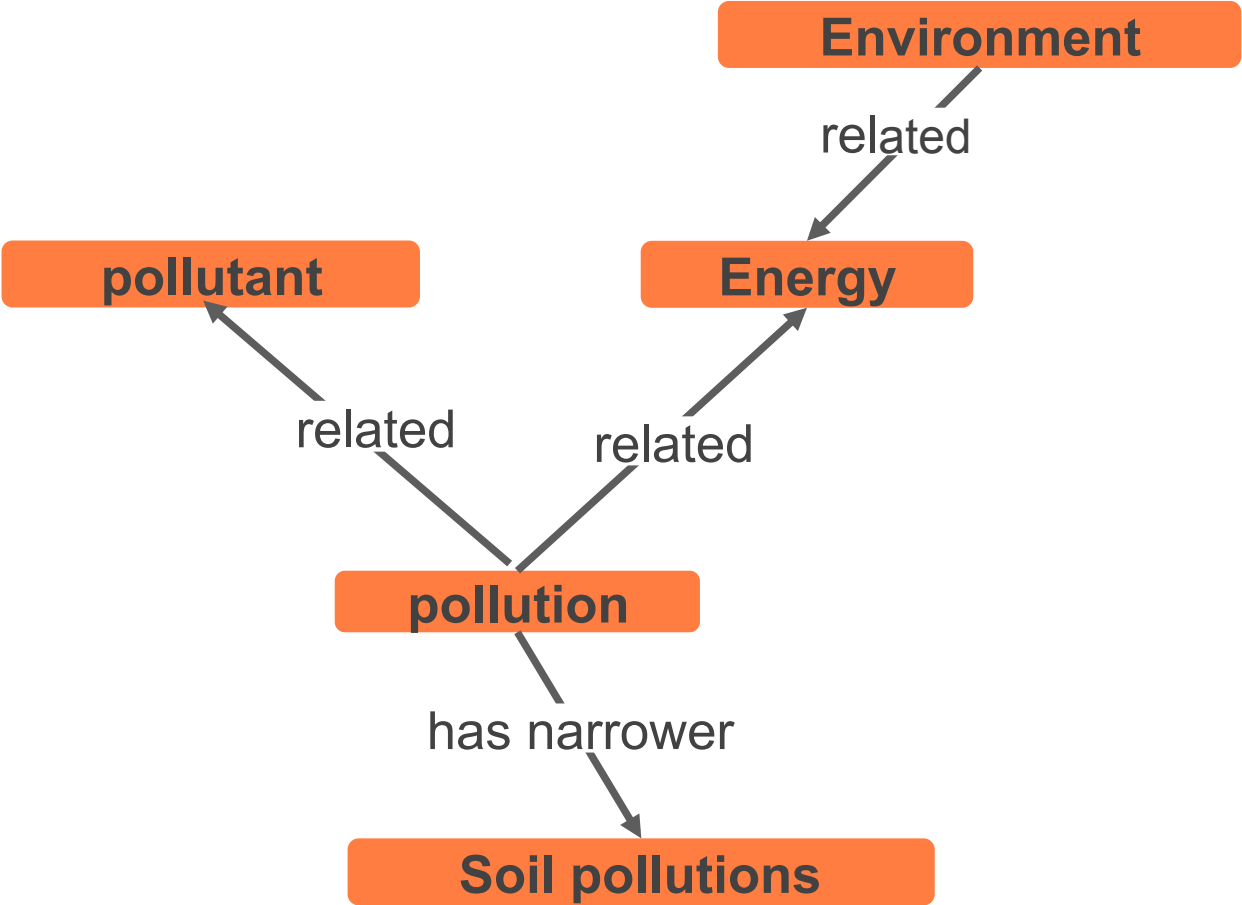 Environment
related
pollutant
Energy
related
related
pollution
has narrower
Soil pollutions